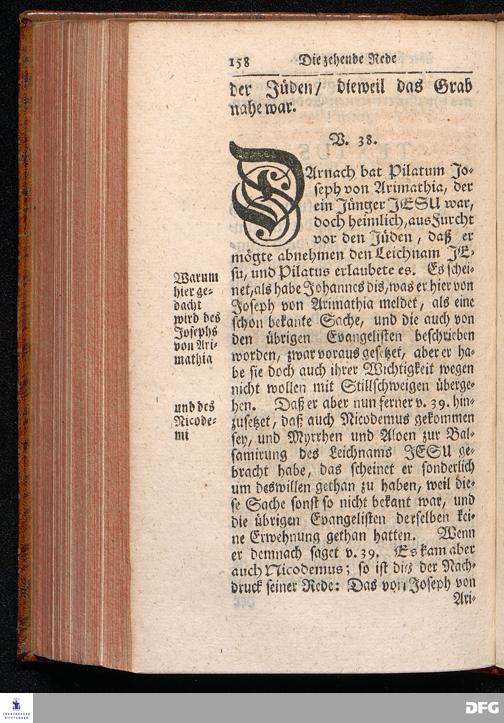 158 Die zehende Rede
der Jüden/ dieweil das Grab
nahe war.
V. 38.
DArnach bat Pilatum Jo-
seph von Arimathia, der
ein Jünger JESU war,
doch heimlich, aus Furcht
vor den Jüden, daß er
mögte abnehmen den Leichnam JE-
su, und Pilatus erlaubete es. Es schei-
net, als habe Johannes dis, was er hier von
Joseph von Arimathia meldet, als eine
schon bekante Sache, und die auch von
den übrigen Evangelisten beschrieben
worden, zwar voraus gesetzet, aber er ha-
be sie doch auch ihrer Wichtigkeit wegen
nicht wollen mit Stillschweigen überge-
hen. Daß er aber nun ferner v. 39. hin-
zusetzet, daß auch Nicodemus gekommen
sey, und Myrrhen und Aloen zur Bal-
samirung des Leichnams JESU ge-
bracht habe, das scheinet er sonderlich
um deswillen gethan zu haben, weil die-
se Sache sonst so nicht bekant war, und
die übrigen Evangelisten derselben kei-
ne Erwehnung gethan hatten. Wenn
er demnach saget v. 39. Es kam aber
auch Nicodemus; so ist dis der Nach-
druck seiner Rede: Das von Joseph von
Ari-
Warum
hier ge-
dacht
wird des
Josephs
von Ari-
mathia
und des
Nicode-
mi
FRANCKESCHE
STIFTUNGEN
DFG